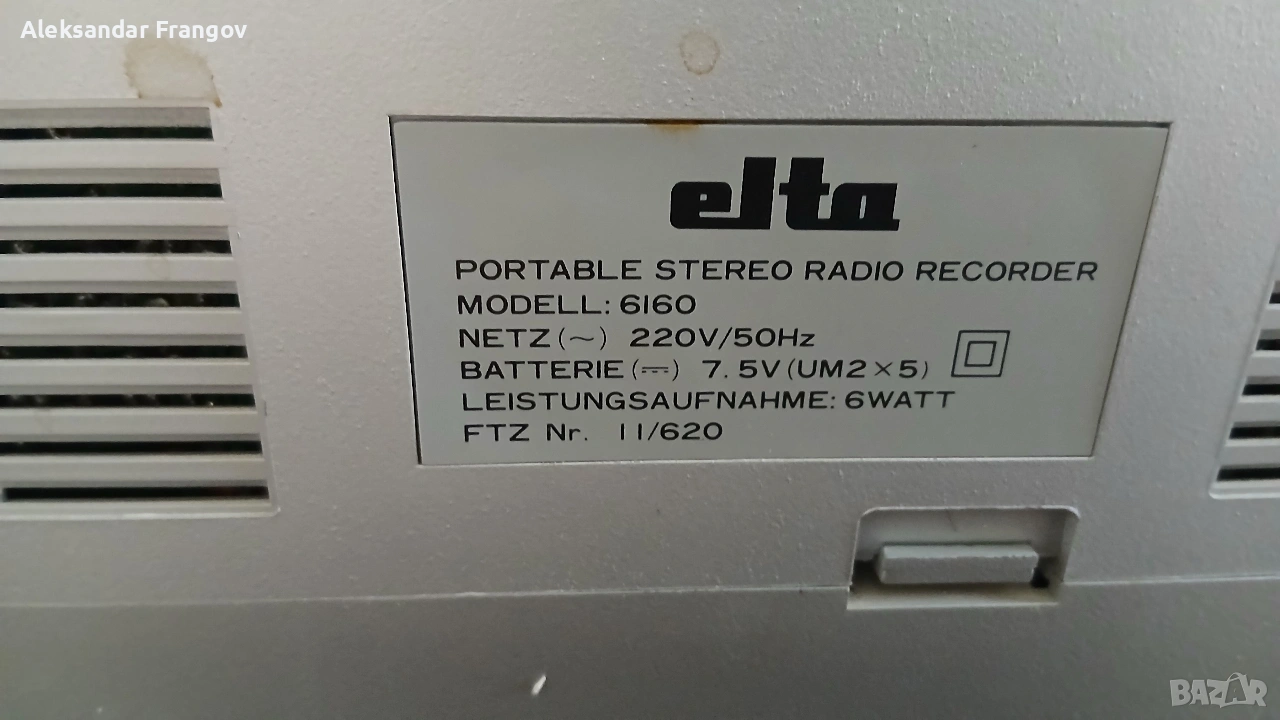 Aleksandar Frangov
elta
PORTABLE STEREO RADIO RECORDER
MODELL: 6160
NETZ (~) 220V/50Hz
BATTERIE (⎓) 7.5V (UM2×5)
LEISTUNGSAUFNAHME: 6WATT
FTZ Nr. 11/620
BAZAR